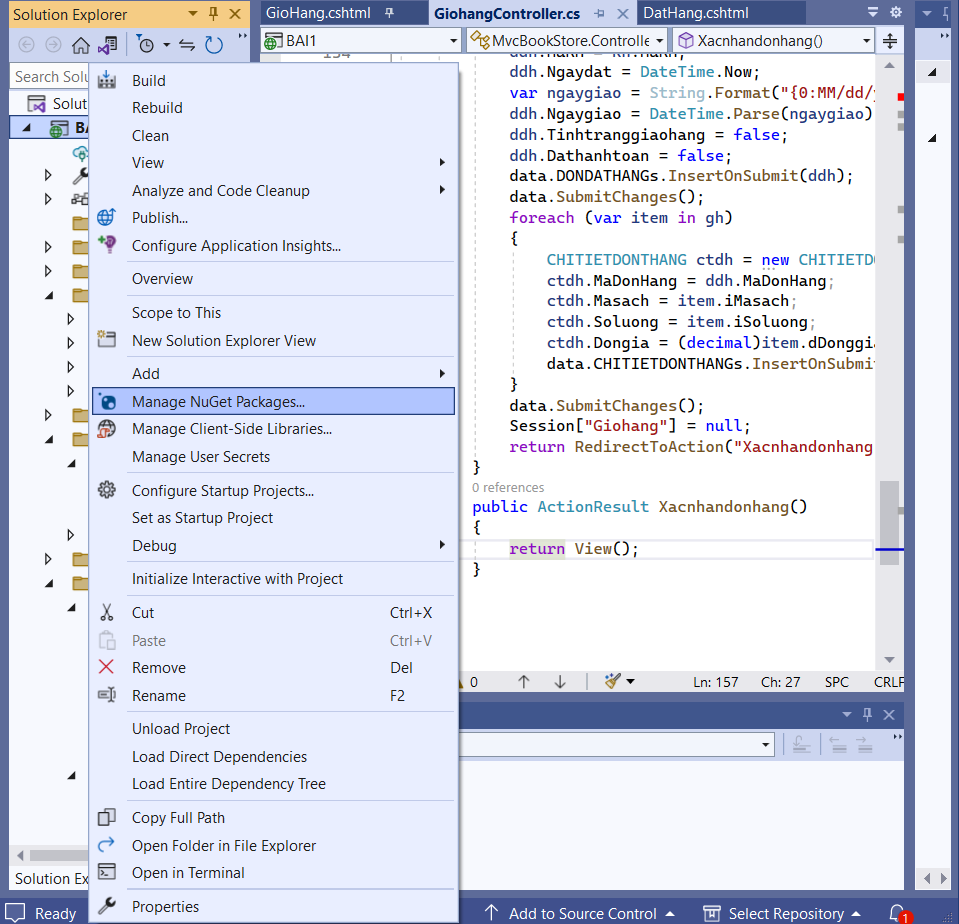 Solution Explorer
GioHang.cshtml
GiohangController.cs
DatHang.cshtml
BAI1
MvcBookStore.Controlle
Xacnhandonhang()
Search Solu
Solut
BA
Build
Rebuild
Clean
View
Analyze and Code Cleanup
Publish...
Configure Application Insights...
Overview
Scope to This
New Solution Explorer View
Add
Manage NuGet Packages...
Manage Client-Side Libraries...
Manage User Secrets
Configure Startup Projects...
Set as Startup Project
Debug
Initialize Interactive with Project
Cut Ctrl+X
Paste Ctrl+V
Remove Del
Rename F2
Unload Project
Load Direct Dependencies
Load Entire Dependency Tree
Copy Full Path
Open Folder in File Explorer
Open in Terminal
Properties
ddh.Ngaydat = DateTime.Now;
var ngaygiao = String.Format("{0:MM/dd/
ddh.Ngaygiao = DateTime.Parse(ngaygiao)
ddh.Tinhtranggiaohang = false;
ddh.Dathanhtoan = false;
data.DONDATHANGs.InsertOnSubmit(ddh);
data.SubmitChanges();
foreach (var item in gh)
{
CHITIETDONTHANG ctdh = new CHITIETD
ctdh.MaDonHang = ddh.MaDonHang;
ctdh.Masach = item.iMasach;
ctdh.Soluong = item.iSoluong;
ctdh.Dongia = (decimal)item.dDonggia
data.CHITIETDONTHANGs.InsertOnSubmi
}
data.SubmitChanges();
Session["Giohang"] = null;
return RedirectToAction("Xacnhandonhang
}
0 references
public ActionResult Xacnhandonhang()
{
return View();
}
0
Ln: 157 Ch: 27 SPC CRLF
Solution Ex
Ready
Add to Source Control
Select Repository
1